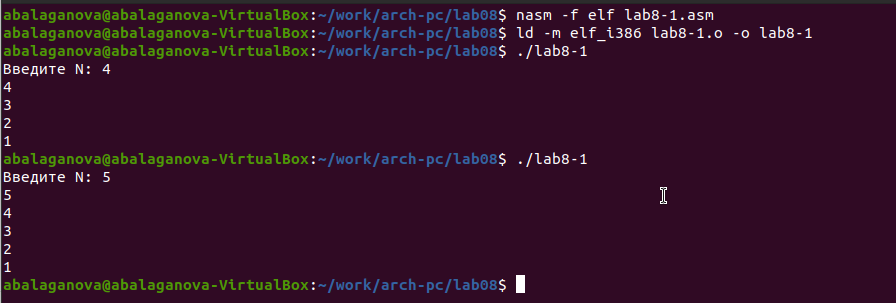 abalaganova@abalaganova-VirtualBox:~/work/arch-pc/lab08$ nasm -f elf lab8-1.asm
abalaganova@abalaganova-VirtualBox:~/work/arch-pc/lab08$ ld -m elf_i386 lab8-1.o -o lab8-1
abalaganova@abalaganova-VirtualBox:~/work/arch-pc/lab08$ ./lab8-1
Введите N: 4
4
3
2
1
abalaganova@abalaganova-VirtualBox:~/work/arch-pc/lab08$ ./lab8-1
Введите N: 5
5
4
3
2
1
abalaganova@abalaganova-VirtualBox:~/work/arch-pc/lab08$